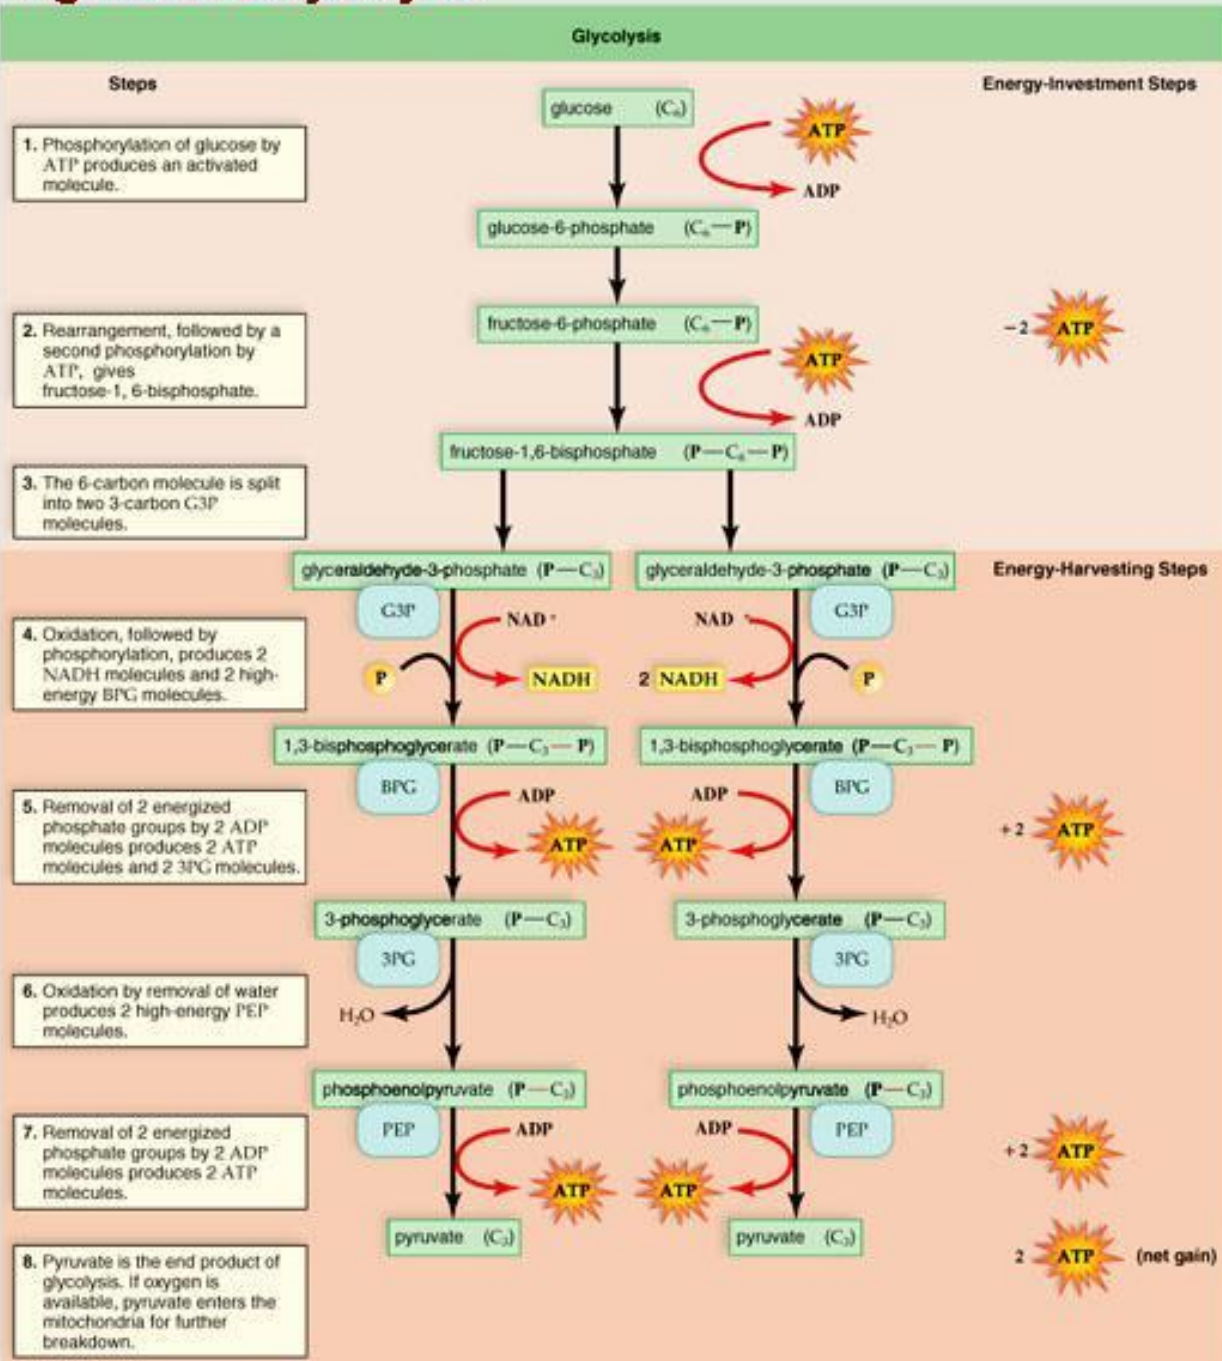 Glycolysis
Steps
Energy-Investment Steps
glucose (C₆)
ATP
1. Phosphorylation of glucose by
ATP produces an activated
molecule.
ADP
glucose-6-phosphate (C₆—P)
2. Rearrangement, followed by a
second phosphorylation by
ATP, gives
fructose-1, 6-bisphosphate.
fructose-6-phosphate (C₆—P)
ATP
–2 ATP
ADP
fructose-1,6-bisphosphate (P—C₆—P)
3. The 6-carbon molecule is split
into two 3-carbon G3P
molecules.
glyceraldehyde-3-phosphate (P—C₃)
glyceraldehyde-3-phosphate (P—C₃)
Energy-Harvesting Steps
G3P
G3P
4. Oxidation, followed by
phosphorylation, produces 2
NADH molecules and 2 high-
energy BPG molecules.
NAD⁺
NAD⁺
P
NADH
2 NADH
P
1,3-bisphosphoglycerate (P—C₃—P)
1,3-bisphosphoglycerate (P—C₃—P)
BPG
BPG
5. Removal of 2 energized
phosphate groups by 2 ADP
molecules produces 2 ATP
molecules and 2 3PG molecules.
ADP
ADP
ATP
ATP
+2 ATP
3-phosphoglycerate (P—C₃)
3-phosphoglycerate (P—C₃)
3PG
3PG
6. Oxidation by removal of water
produces 2 high-energy PEP
molecules.
H₂O
H₂O
phosphoenolpyruvate (P—C₃)
phosphoenolpyruvate (P—C₃)
PEP
PEP
7. Removal of 2 energized
phosphate groups by 2 ADP
molecules produces 2 ATP
molecules.
ADP
ADP
ATP
ATP
+2 ATP
pyruvate (C₃)
pyruvate (C₃)
8. Pyruvate is the end product of
glycolysis. If oxygen is
available, pyruvate enters the
mitochondria for further
breakdown.
2 ATP (net gain)